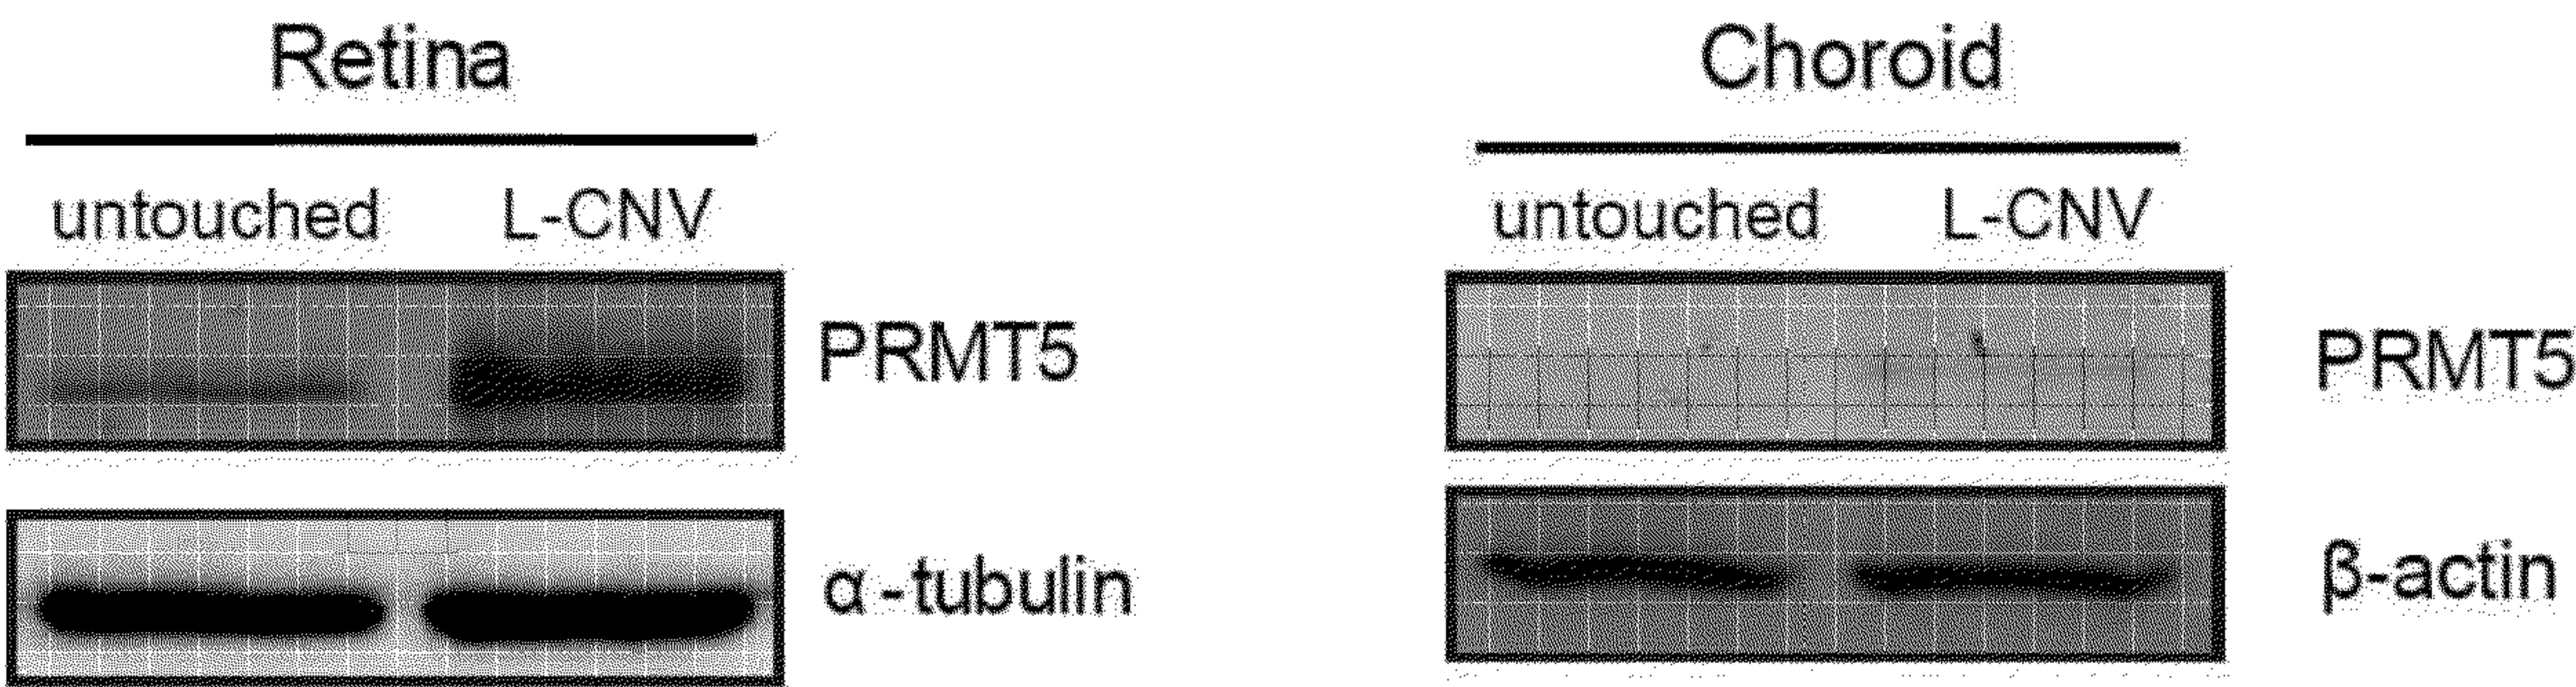 Retina
untouched L-CNV
PRMT5
α-tubulin
Choroid
untouched L-CNV
PRMT5
β-actin